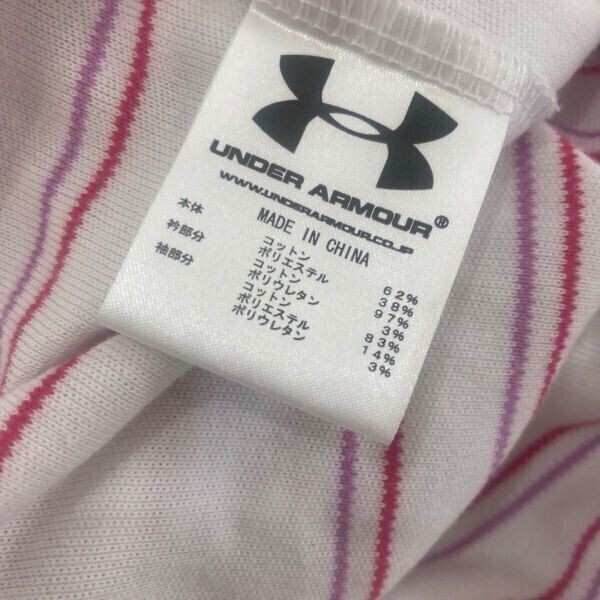 UNDER ARMOUR®
WWW.UNDERARMOUR.CO.JP
MADE IN CHINA
本体 コットン 62%
ポリエステル 38%
衿部分 コットン 97%
ポリウレタン 3%
袖部分 コットン 83%
ポリエステル 14%
ポリウレタン 3%